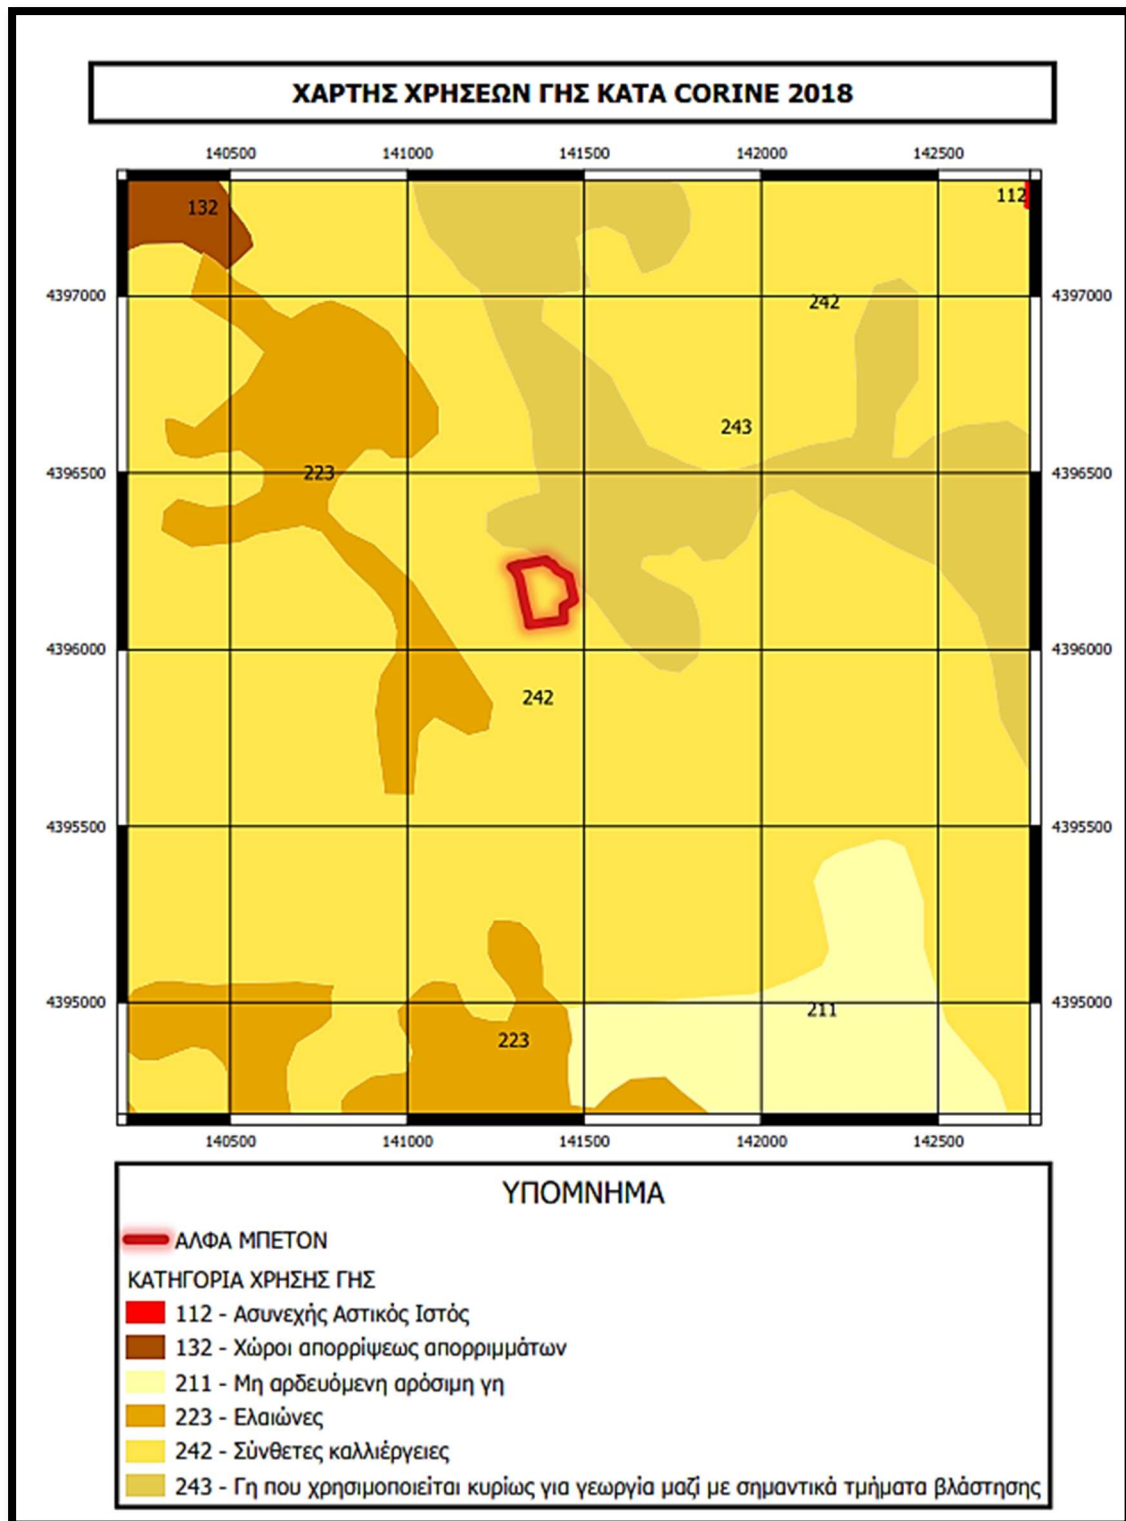 ΧΑΡΤΗΣ ΧΡΗΣΕΩΝ ΓΗΣ ΚΑΤΑ CORINE 2018
140500 141000 141500 142000 142500
132 112
4397000 242 4397000
243
4396500 223 4396500
4396000 4396000
242
4395500 4395500
4395000 211 4395000
223
140500 141000 141500 142000 142500
ΥΠΟΜΝΗΜΑ
ΑΛΦΑ ΜΠΕΤΟΝ
ΚΑΤΗΓΟΡΙΑ ΧΡΗΣΗΣ ΓΗΣ
112 - Ασυνεχής Αστικός Ιστός
132 - Χώροι απορρίψεως απορριμμάτων
211 - Μη αρδευόμενη αρόσιμη γη
223 - Ελαιώνες
242 - Σύνθετες καλλιέργειες
243 - Γη που χρησιμοποιείται κυρίως για γεωργία μαζί με σημαντικά τμήματα βλάστησης